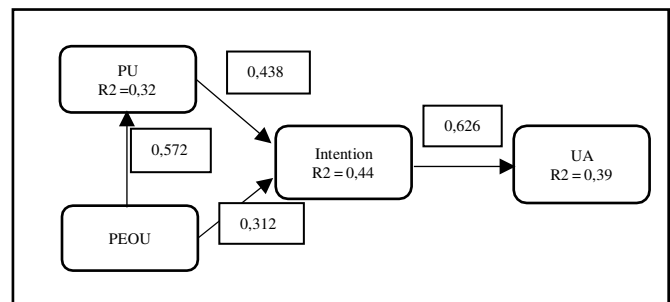 PU
R2 =0,32
0,438
0,572
Intention
R2 = 0,44
0,626
UA
R2 = 0,39
PEOU
0,312